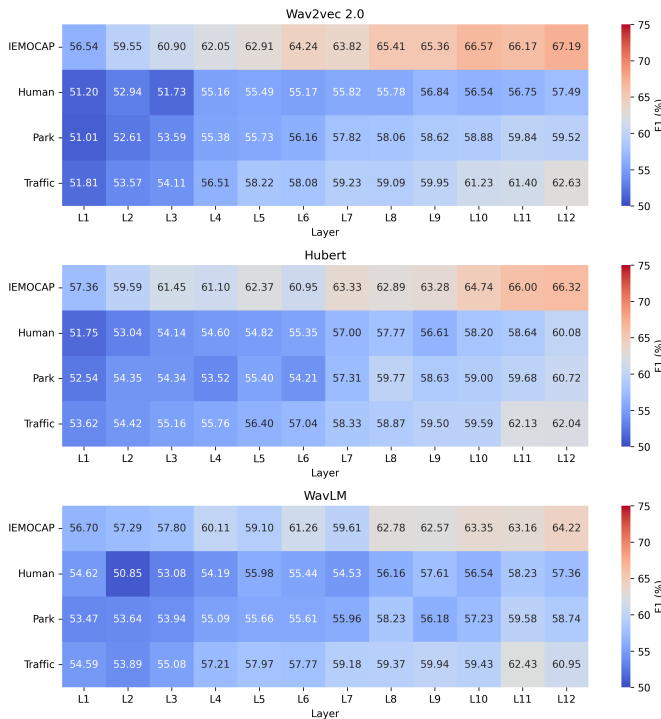 Wav2vec 2.0
IEMOCAP 56.54 59.55 60.90 62.05 62.91 64.24 63.82 65.41 65.36 66.57 66.17 67.19
Human 51.20 52.94 51.73 55.16 55.49 55.17 55.82 55.78 56.84 56.54 56.75 57.49
Park 51.01 52.61 53.59 55.38 55.73 56.16 57.82 58.06 58.62 58.88 59.84 59.52
Traffic 51.81 53.57 54.11 56.51 58.22 58.08 59.23 59.09 59.95 61.23 61.40 62.63
L1 L2 L3 L4 L5 L6 L7 L8 L9 L10 L11 L12
Layer
75
70
65
60
55
50
F1 (%)
Hubert
IEMOCAP 57.36 59.59 61.45 61.10 62.37 60.95 63.33 62.89 63.28 64.74 66.00 66.32
Human 51.75 53.04 54.14 54.60 54.82 55.35 57.00 57.77 56.61 58.20 58.64 60.08
Park 52.54 54.35 54.34 53.52 55.40 54.21 57.31 59.77 58.63 59.00 59.68 60.72
Traffic 53.62 54.42 55.16 55.76 56.40 57.04 58.33 58.87 59.50 59.59 62.13 62.04
L1 L2 L3 L4 L5 L6 L7 L8 L9 L10 L11 L12
Layer
75
70
65
60
55
50
F1 (%)
WavLM
IEMOCAP 56.70 57.29 57.80 60.11 59.10 61.26 59.61 62.78 62.57 63.35 63.16 64.22
Human 54.62 50.85 53.08 54.19 55.98 55.44 54.53 56.16 57.61 56.54 58.23 57.36
Park 53.47 53.64 53.94 55.09 55.66 55.61 55.96 58.23 56.18 57.23 59.58 58.74
Traffic 54.59 53.89 55.08 57.21 57.97 57.77 59.18 59.37 59.94 59.43 62.43 60.95
L1 L2 L3 L4 L5 L6 L7 L8 L9 L10 L11 L12
Layer
75
70
65
60
55
50
F1 (%)